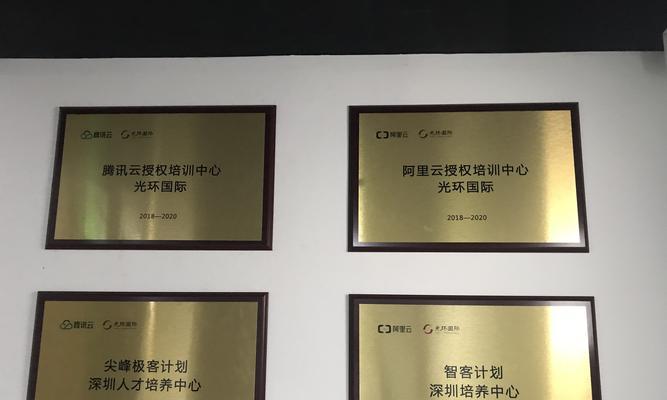 腾讯云 光环国际
腾讯云授权培训中心
光环国际
2018—2020
阿里云 光环国际
阿里云授权培训中心
光环国际
2018—2020
腾讯云 光环国际
尖峰极客计划
深圳人才培养中心
阿里云 光环国际
智客计划
深圳培养中心